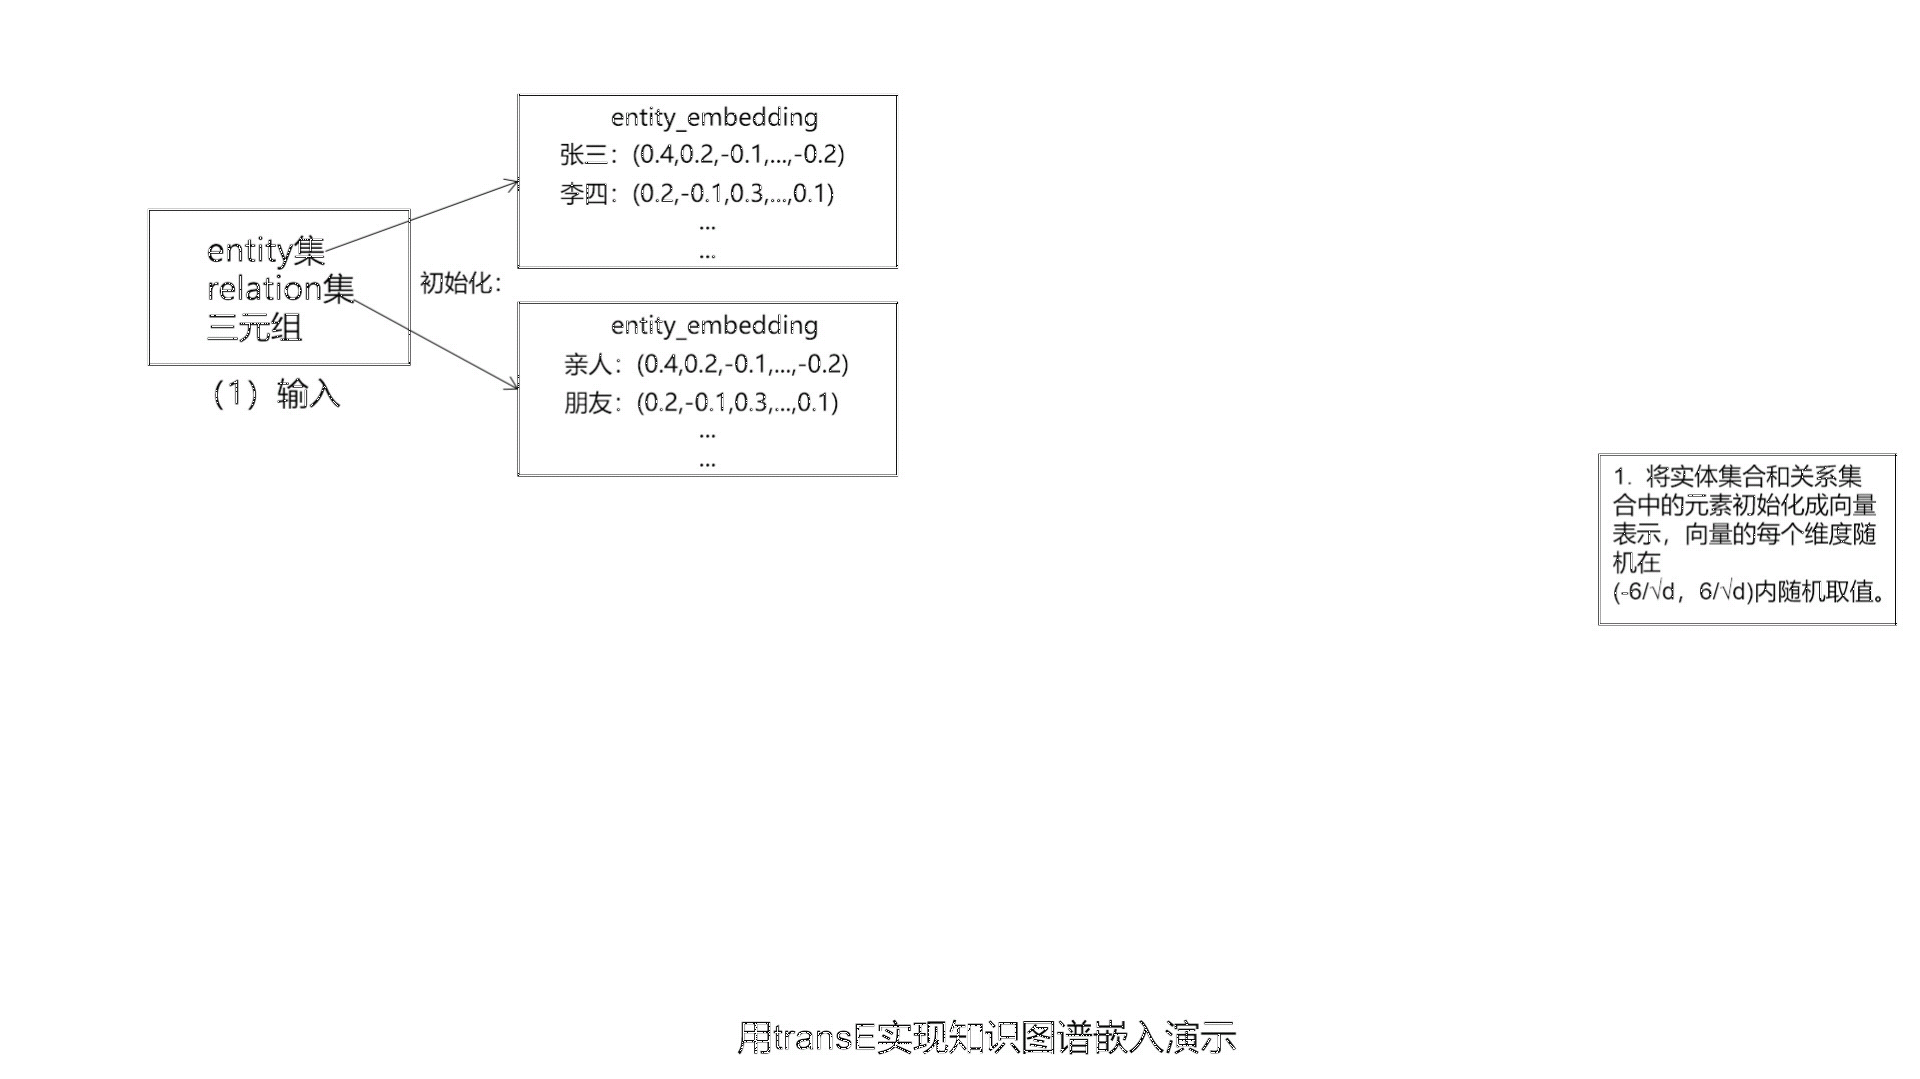 entity集
relation集
三元组
（1）输入
初始化：
entity_embedding
张三：(0.4,0.2,-0.1,...,-0.2)
李四：(0.2,-0.1,0.3,...,0.1)
...
...
entity_embedding
亲人：(0.4,0.2,-0.1,...,-0.2)
朋友：(0.2,-0.1,0.3,...,0.1)
...
...
1. 将实体集合和关系集
合中的元素初始化成向量
表示，向量的每个维度随
机在
(-6/√d，6/√d)内随机取值。
用transE实现知识图谱嵌入演示